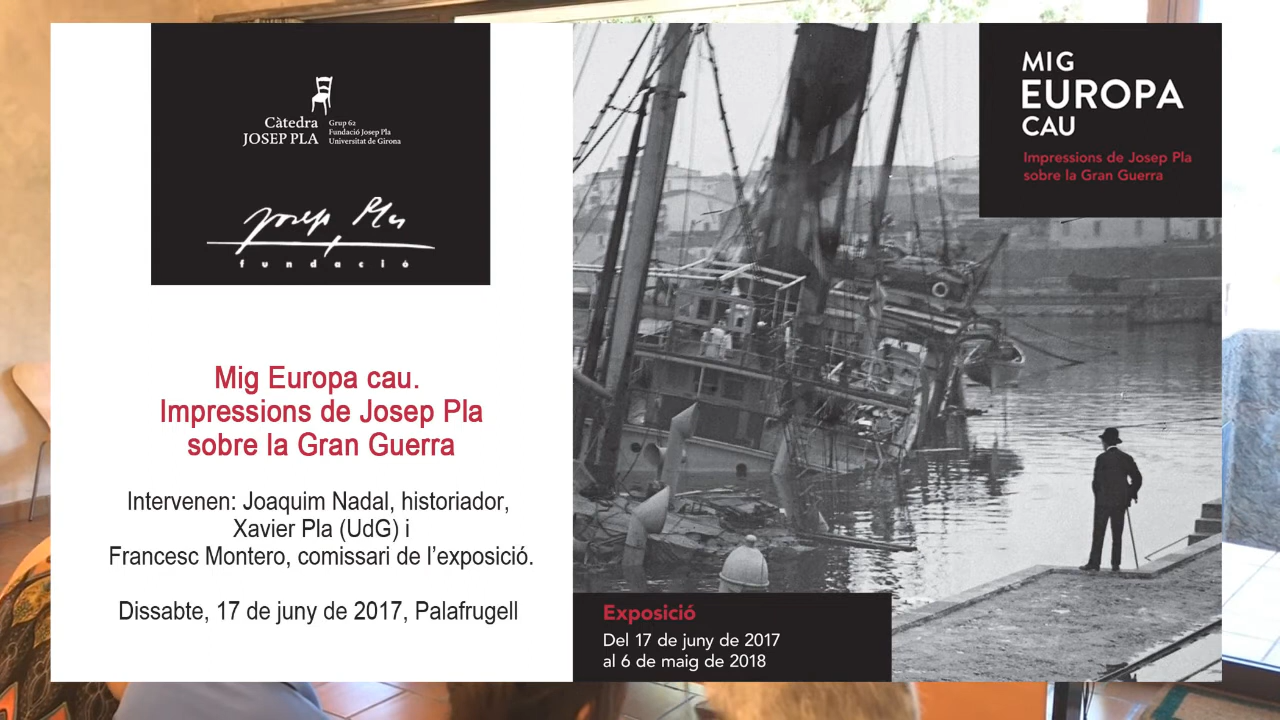 Càtedra
JOSEP PLA
Grup 62
Fundació Josep Pla
Universitat de Girona
Josep Pla
fundació
Mig Europa cau.
Impressions de Josep Pla
sobre la Gran Guerra
Intervenen: Joaquim Nadal, historiador,
Xavier Pla (UdG) i
Francesc Montero, comissari de l’exposició.
Dissabte, 17 de juny de 2017, Palafrugell
MIG
EUROPA
CAU
Impressions de Josep Pla
sobre la Gran Guerra
Exposició
Del 17 de juny de 2017
al 6 de maig de 2018